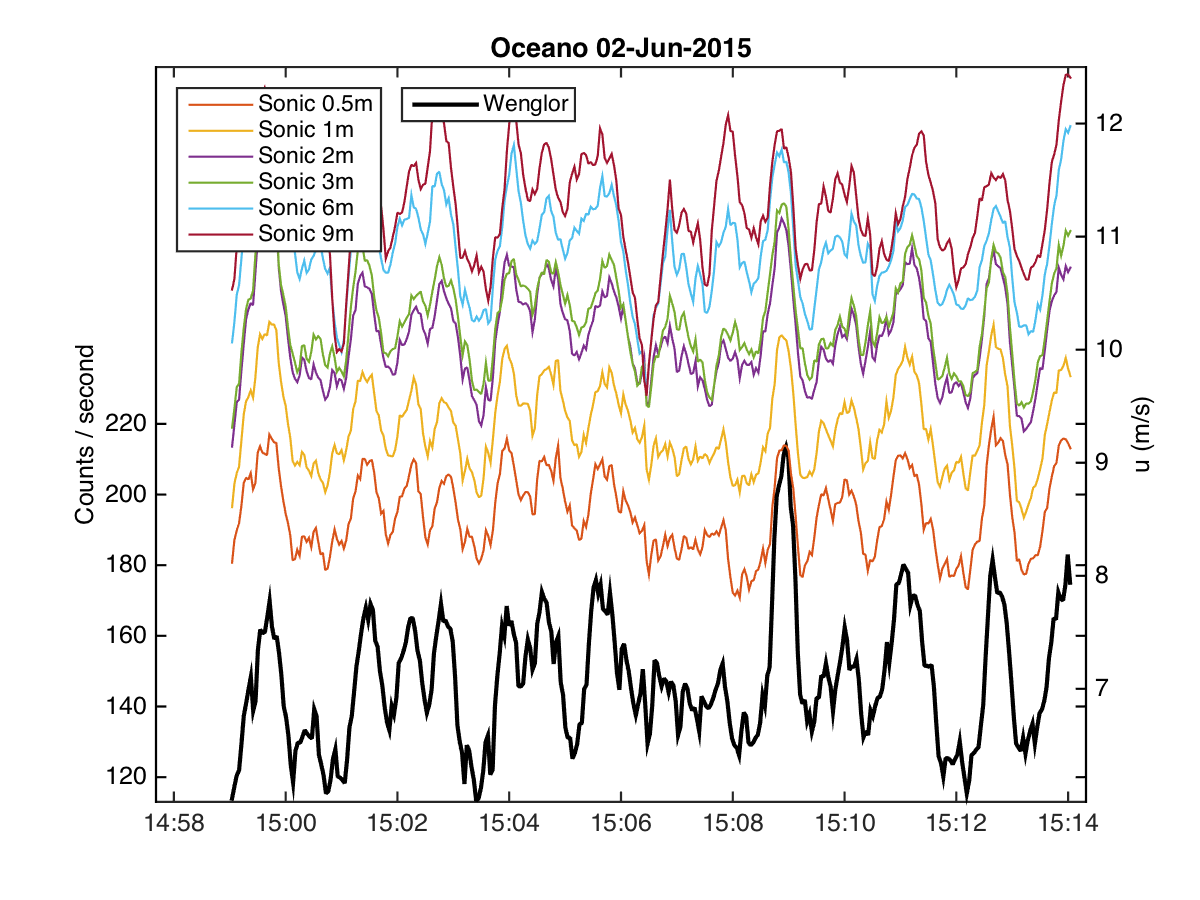 Oceano 02-Jun-2015
Sonic 0.5m
Sonic 1m
Sonic 2m
Sonic 3m
Sonic 6m
Sonic 9m
Wenglor
Counts / second
220
200
180
160
140
120
12
11
10
9
8
7
u (m/s)
14:58 15:00 15:02 15:04 15:06 15:08 15:10 15:12 15:14